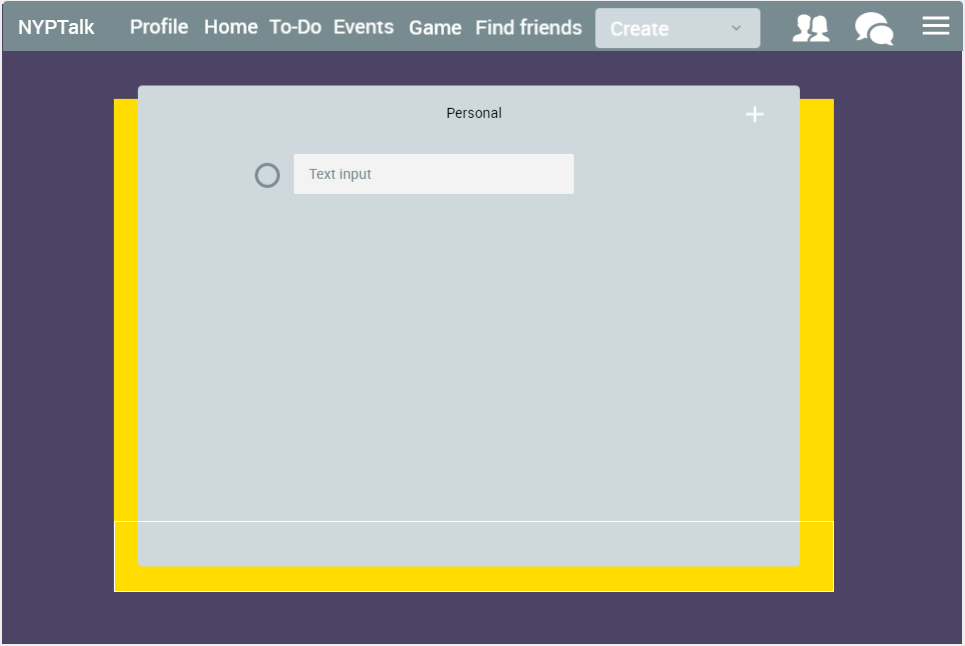 NYPTalk Profile Home To-Do Events Game Find friends Create
Personal
Text input